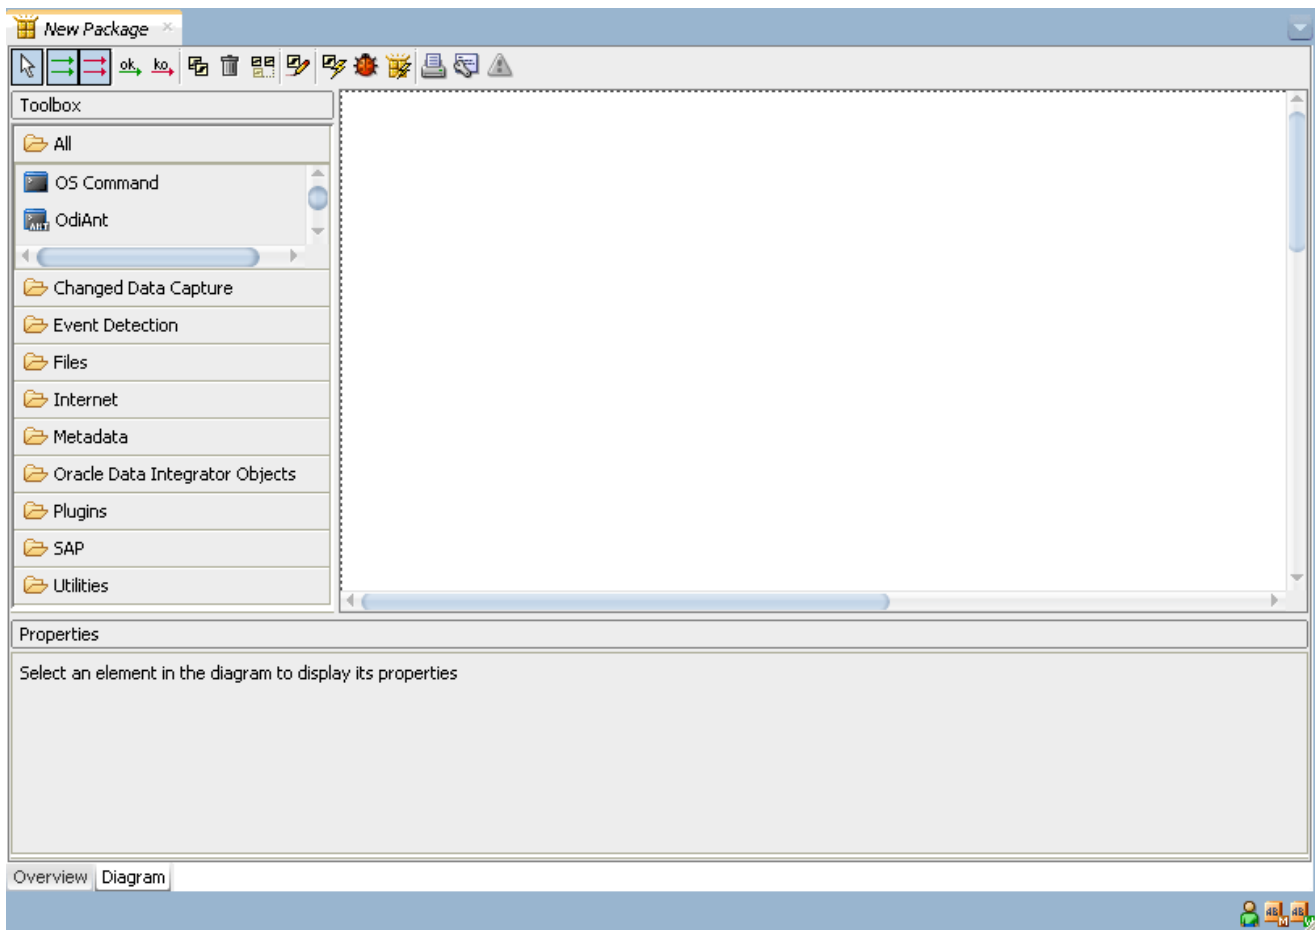 New Package
ok ko
Toolbox
All
OS Command
ANT OdiAnt
Changed Data Capture
Event Detection
Files
Internet
Metadata
Oracle Data Integrator Objects
Plugins
SAP
Utilities
Properties
Select an element in the diagram to display its properties
Overview Diagram